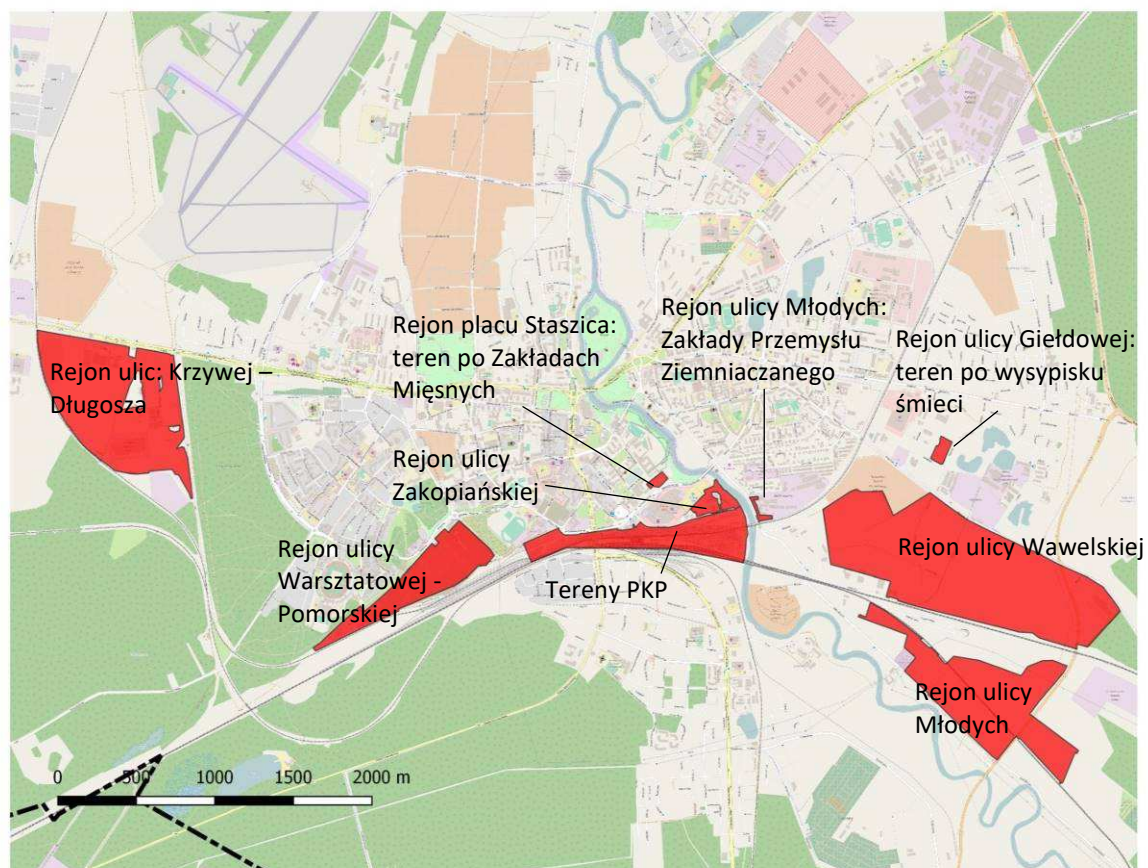 Rejon placu Staszica:
teren po Zakładach
Mięsnych
Rejon ulicy Młodych:
Zakłady Przemysłu
Ziemniaczanego
Rejon ulicy Giełdowej:
teren po wysypisku
śmieci
Rejon ulic: Krzywej –
Długosza
Rejon ulicy
Zakopiańskiej
Rejon ulicy
Warsztatowej -
Pomorskiej
Tereny PKP
Rejon ulicy Wawelskiej
Rejon ulicy
Młodych
0 500 1000 1500 2000 m